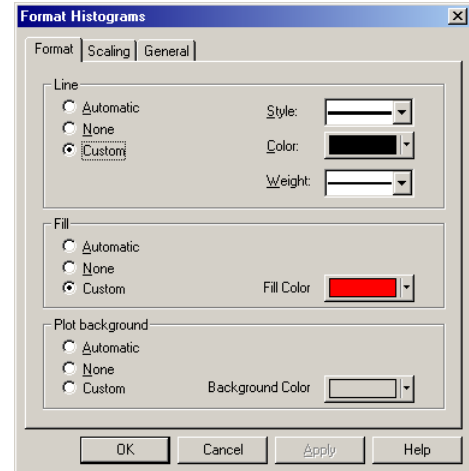 Format Histograms
Format Scaling General
Line
Automatic
None
Custom
Style:
Color:
Weight:
Fill
Automatic
None
Custom
Fill Color
Plot background
Automatic
None
Custom
Background Color
OK Cancel Apply Help